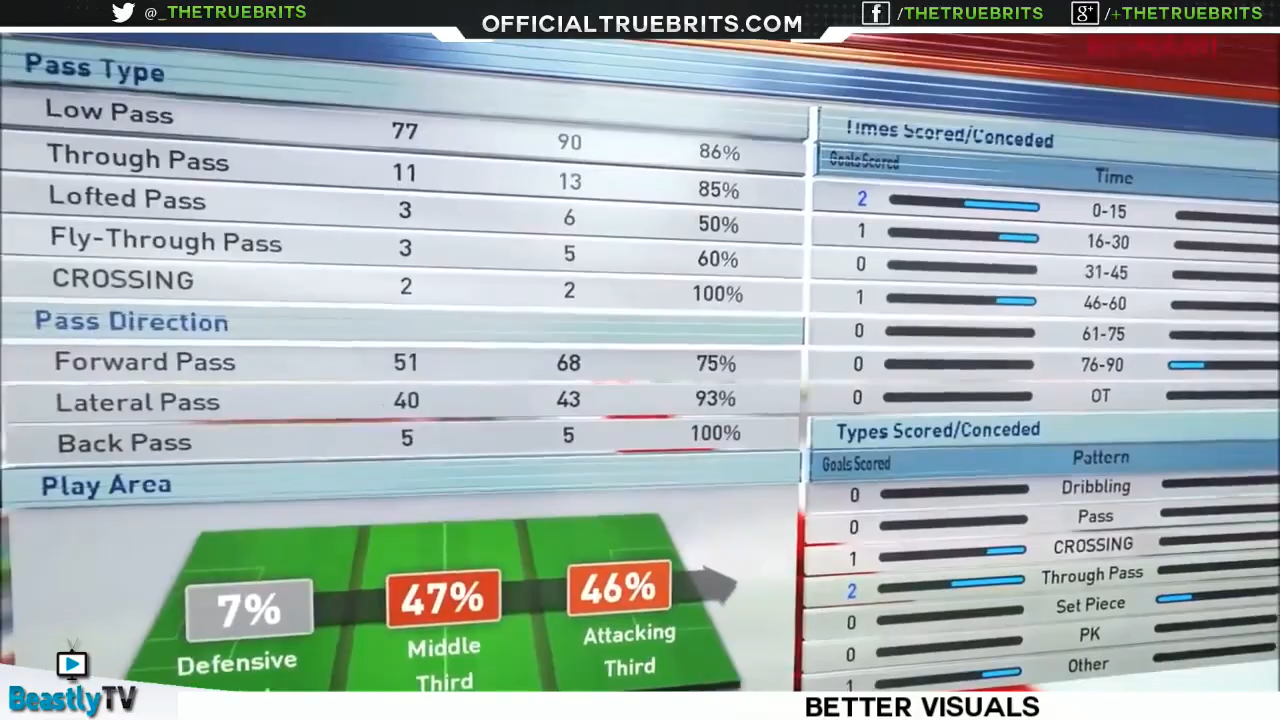 @_THETRUEBRITS
OFFICIALTRUEBRITS.COM
/THETRUEBRITS
g+ /+THETRUEBRITS
Pass Type
Low Pass 77 90 86%
Through Pass 11 13 85%
Lofted Pass 3 6 50%
Fly-Through Pass 3 5 60%
CROSSING 2 2 100%
Pass Direction
Forward Pass 51 68 75%
Lateral Pass 40 43 93%
Back Pass 5 5 100%
Play Area
7% 47% 46%
Defensive
Middle Third
Attacking Third
Times Scored/Conceded
Goals Scored Time
2 0-15
1 16-30
0 31-45
1 46-60
0 61-75
0 76-90
0 OT
Types Scored/Conceded
Goals Scored Pattern
0 Dribbling
0 Pass
1 CROSSING
2 Through Pass
0 Set Piece
0 PK
1 Other
BeastlyTV
BETTER VISUALS